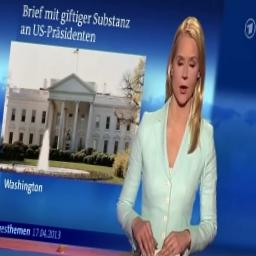 Brief mit giftiger Substanz
an US-Präsidenten
Washington
esthemen 17.04.2013